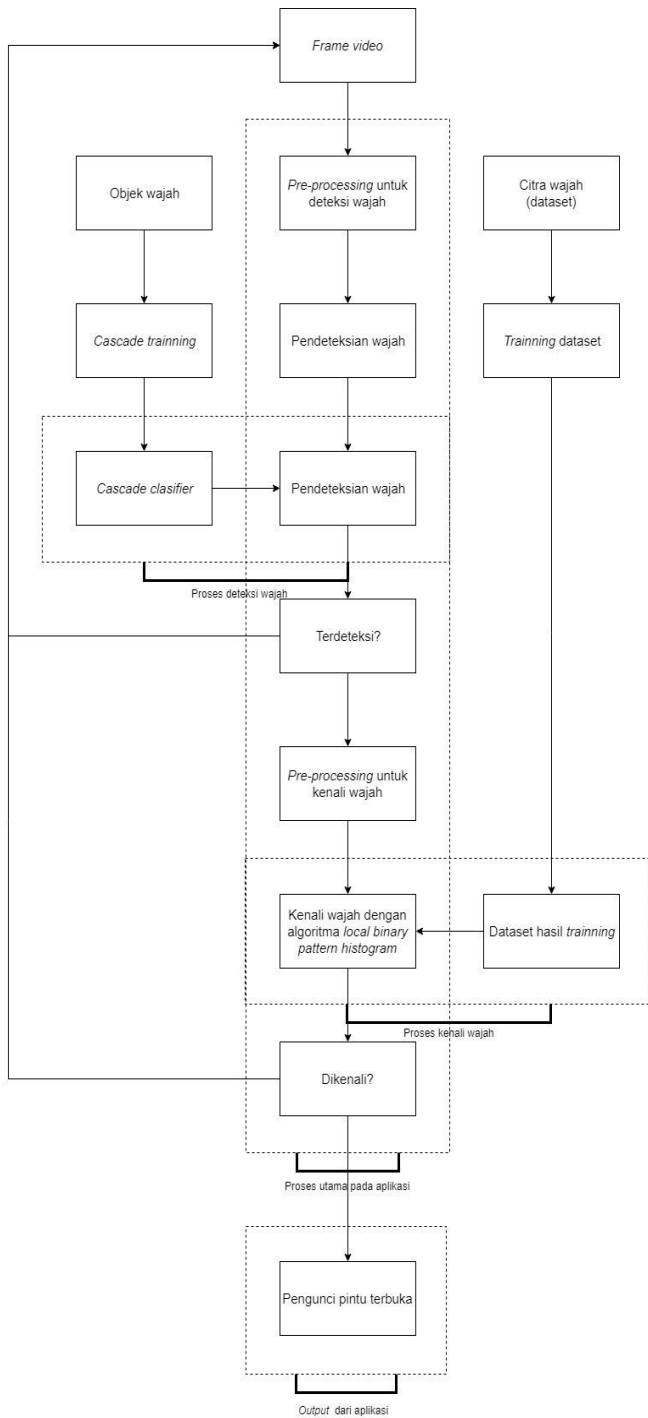 Frame video
Objek wajah
Pre-processing untuk
deteksi wajah
Citra wajah
(dataset)
Cascade trainning
Pendeteksian wajah
Trainning dataset
Cascade clasifier
Pendeteksian wajah
Proses deteksi wajah
Terdeteksi?
Pre-processing untuk
kenali wajah
Kenali wajah dengan
algoritma local binary
pattern histogram
Dataset hasil trainning
Proses kenali wajah
Dikenali?
Proses utama pada aplikasi
Pengunci pintu terbuka
Output dari aplikasi